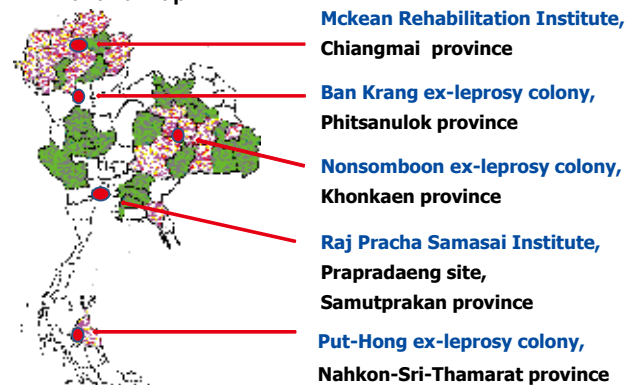 Mckean Rehabilitation Institute,
Chiangmai province
Ban Krang ex-leprosy colony,
Phitsanulok province
Nonsomboon ex-leprosy colony,
Khonkaen province
Raj Pracha Samasai Institute,
Prapradaeng site,
Samutprakan province
Put-Hong ex-leprosy colony,
Nahkon-Sri-Thamarat province